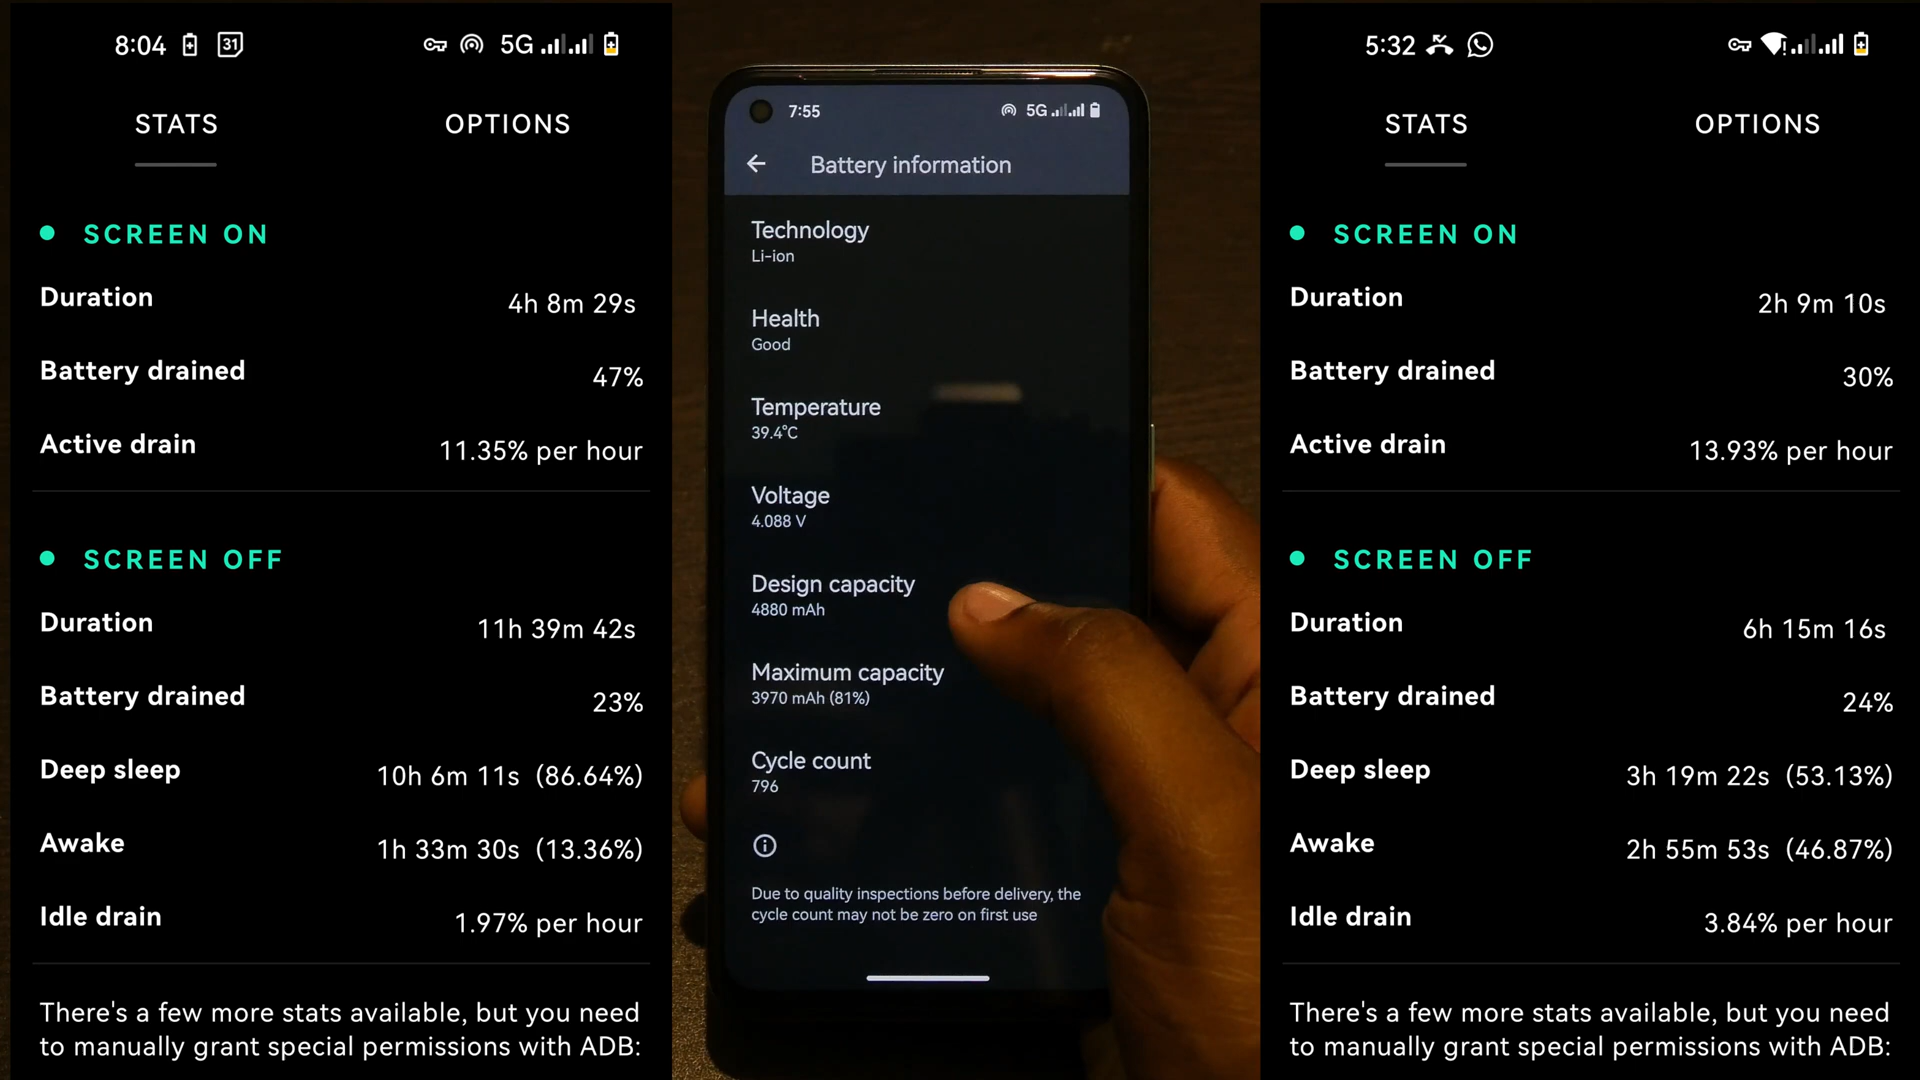 8:04 31 5G
STATS OPTIONS
SCREEN ON
Duration 4h 8m 29s
Battery drained 47%
Active drain 11.35% per hour
SCREEN OFF
Duration 11h 39m 42s
Battery drained 23%
Deep sleep 10h 6m 11s (86.64%)
Awake 1h 33m 30s (13.36%)
Idle drain 1.97% per hour
There's a few more stats available, but you need
to manually grant special permissions with ADB:
7:55 5G
Battery information
Technology
Li-ion
Health
Good
Temperature
39.4°C
Voltage
4.088 V
Design capacity
4880 mAh
Maximum capacity
3970 mAh (81%)
Cycle count
796
Due to quality inspections before delivery, the
cycle count may not be zero on first use
5:32
STATS OPTIONS
SCREEN ON
Duration 2h 9m 10s
Battery drained 30%
Active drain 13.93% per hour
SCREEN OFF
Duration 6h 15m 16s
Battery drained 24%
Deep sleep 3h 19m 22s (53.13%)
Awake 2h 55m 53s (46.87%)
Idle drain 3.84% per hour
There's a few more stats available, but you need
to manually grant special permissions with ADB: